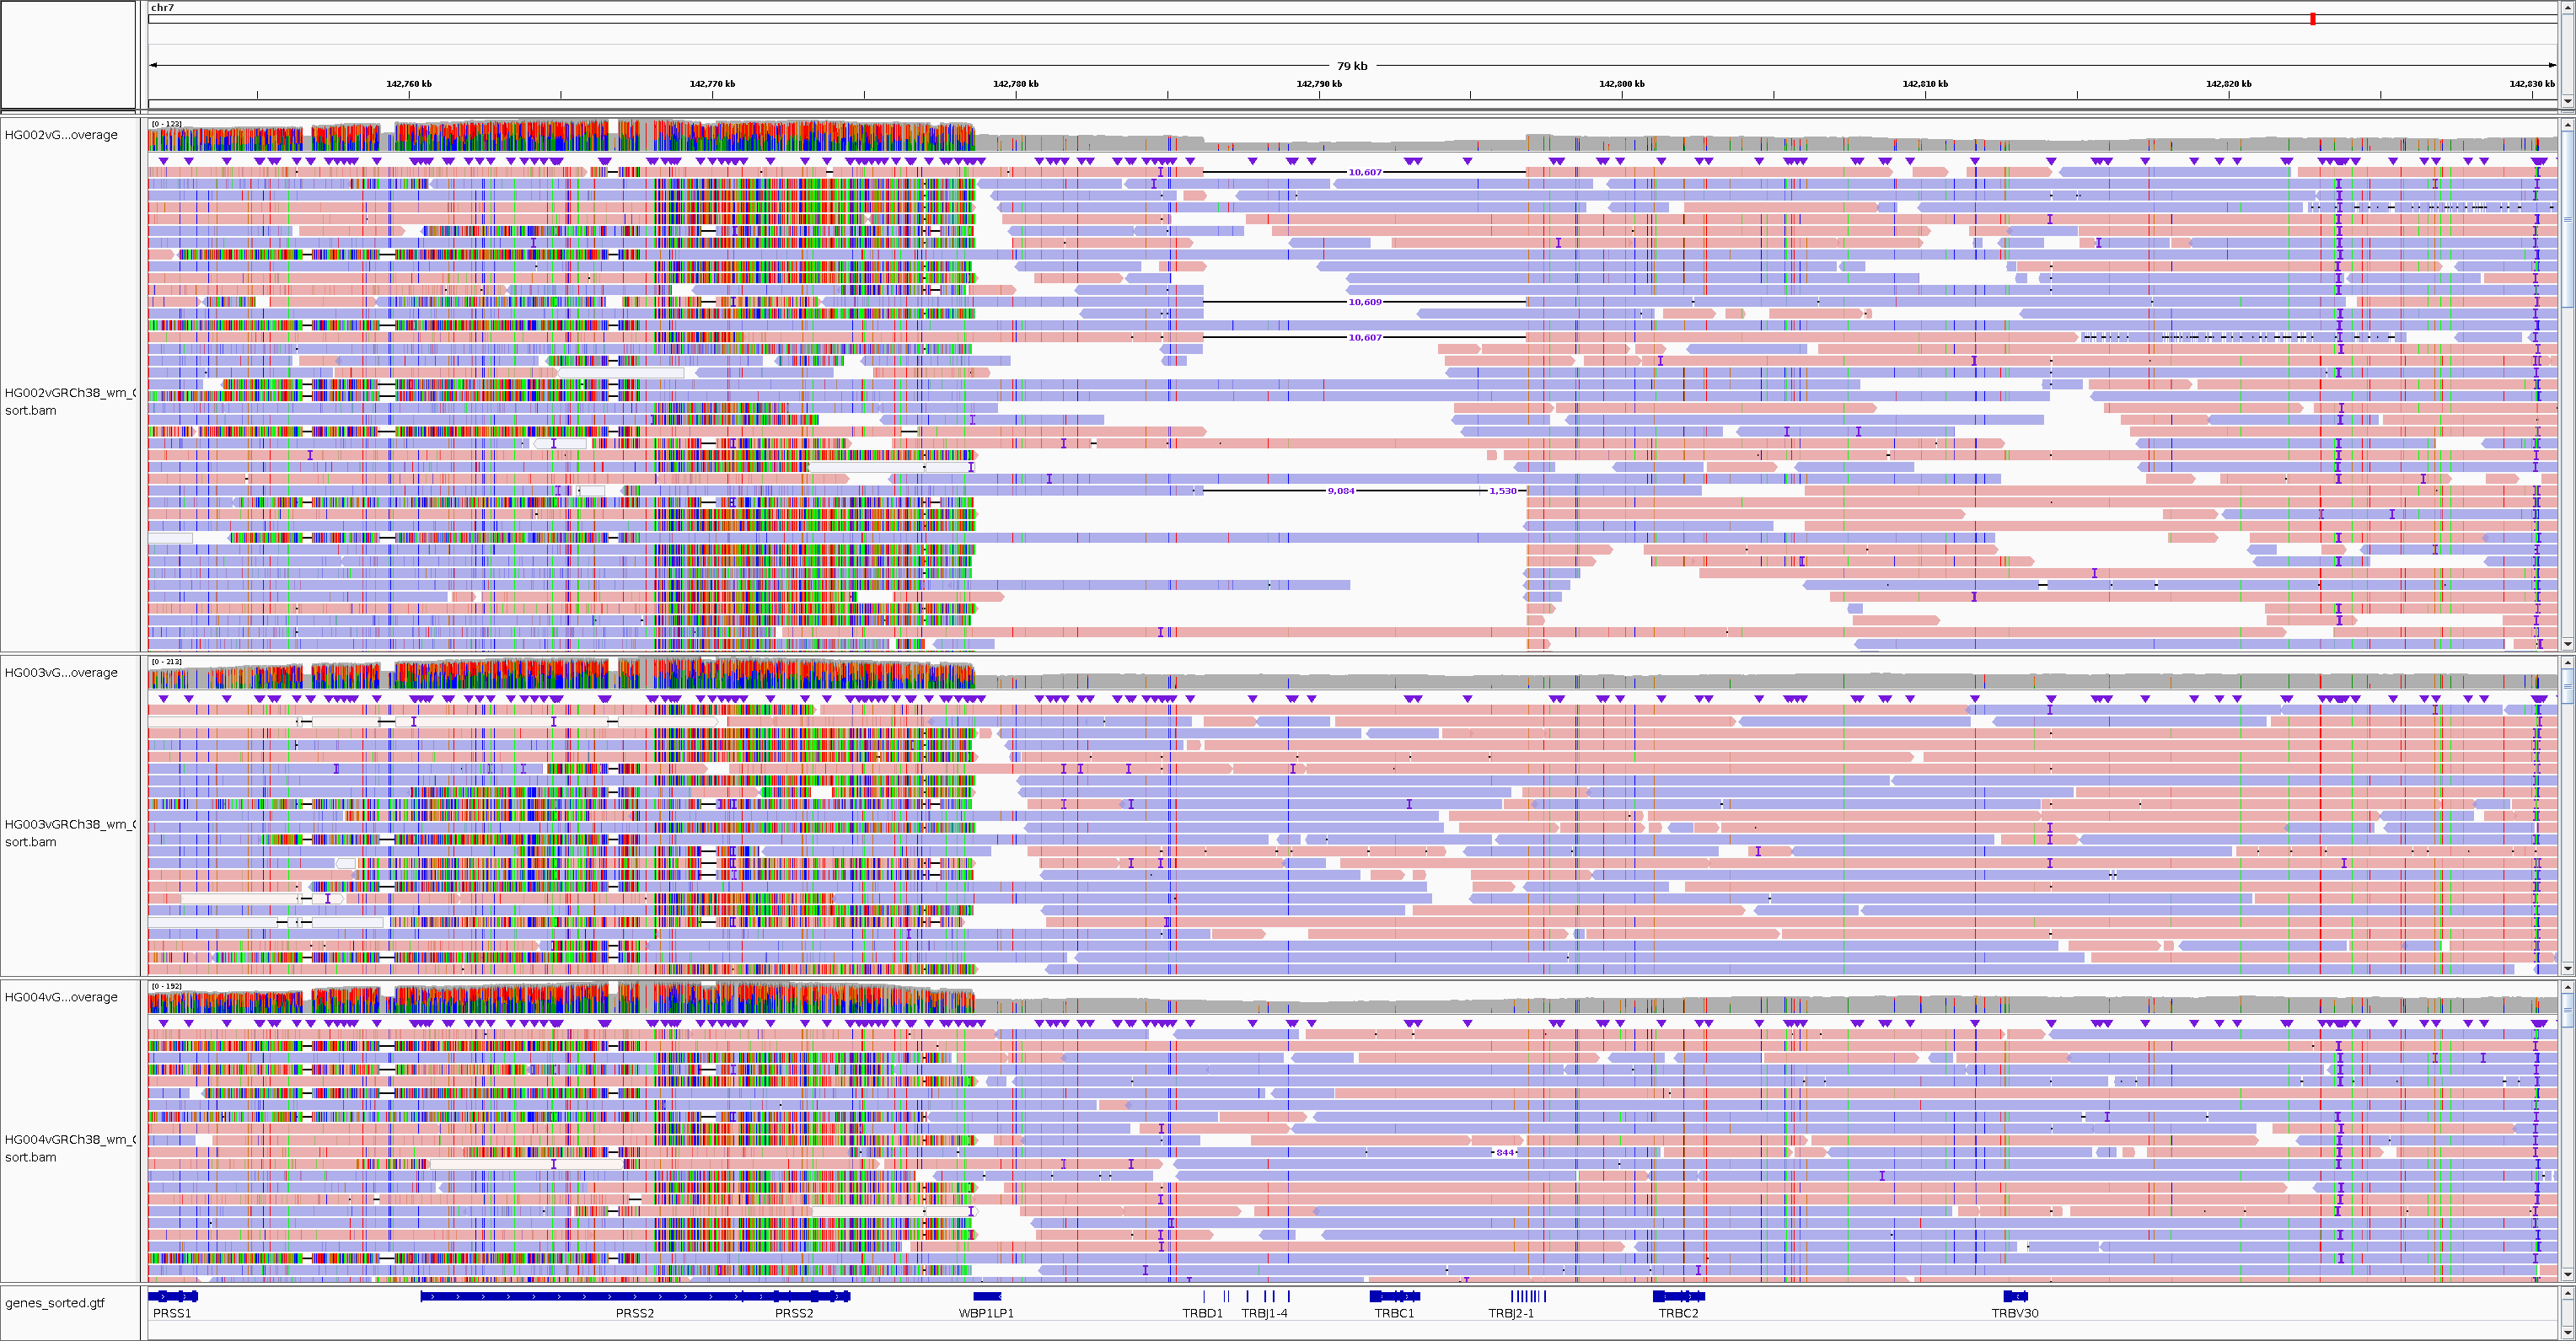 chr7
79 kb
142,760 kb 142,770 kb 142,780 kb 142,790 kb 142,800 kb 142,810 kb 142,820 kb 142,830 kb
HG002vG...overage
[0 - 123]
10,607
10,609
10,607
HG002vGRCh38_wm_
sort.bam
9,084 1,530
HG003vG...overage
[0 - 213]
HG003vGRCh38_wm_
sort.bam
HG004vG...overage
[0 - 192]
HG004vGRCh38_wm_
sort.bam
844
genes_sorted.gtf
PRSS1 PRSS2 PRSS2 WBP1LP1 TRBD1 TRBJ1-4 TRBC1 TRBJ2-1 TRBC2 TRBV30